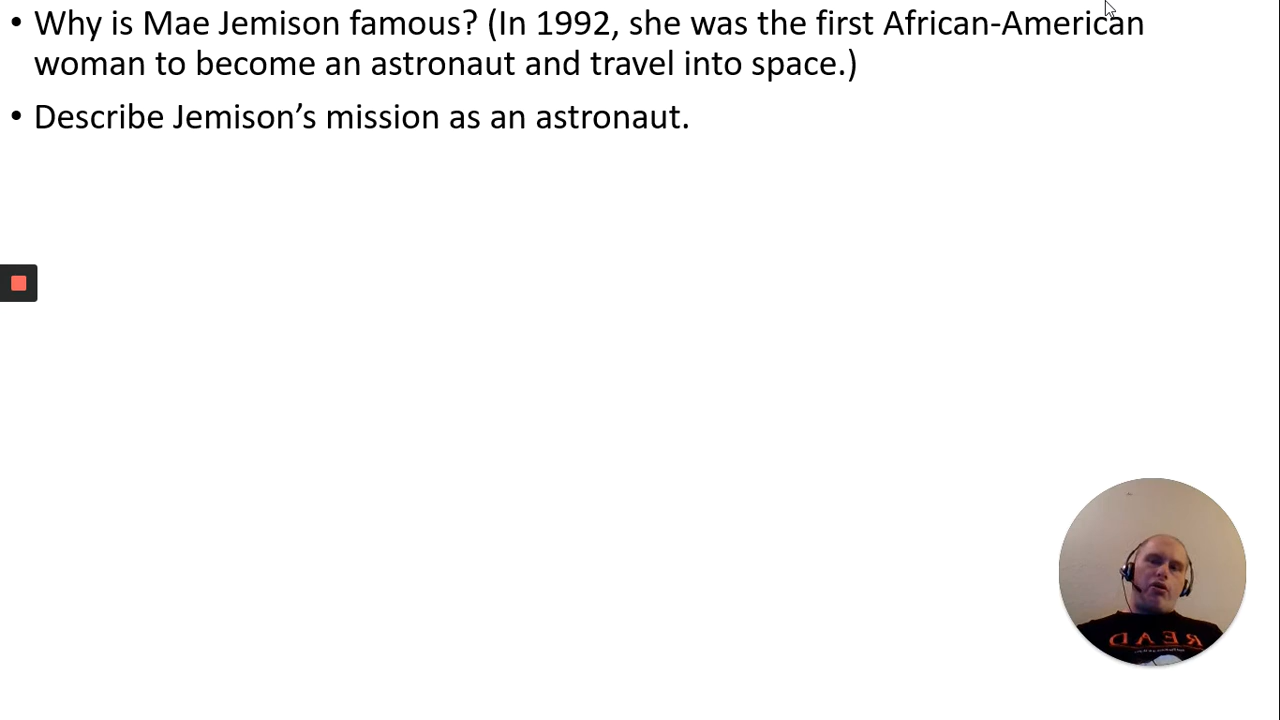 • Why is Mae Jemison famous? (In 1992, she was the first African-American
woman to become an astronaut and travel into space.)
• Describe Jemison’s mission as an astronaut.
READ